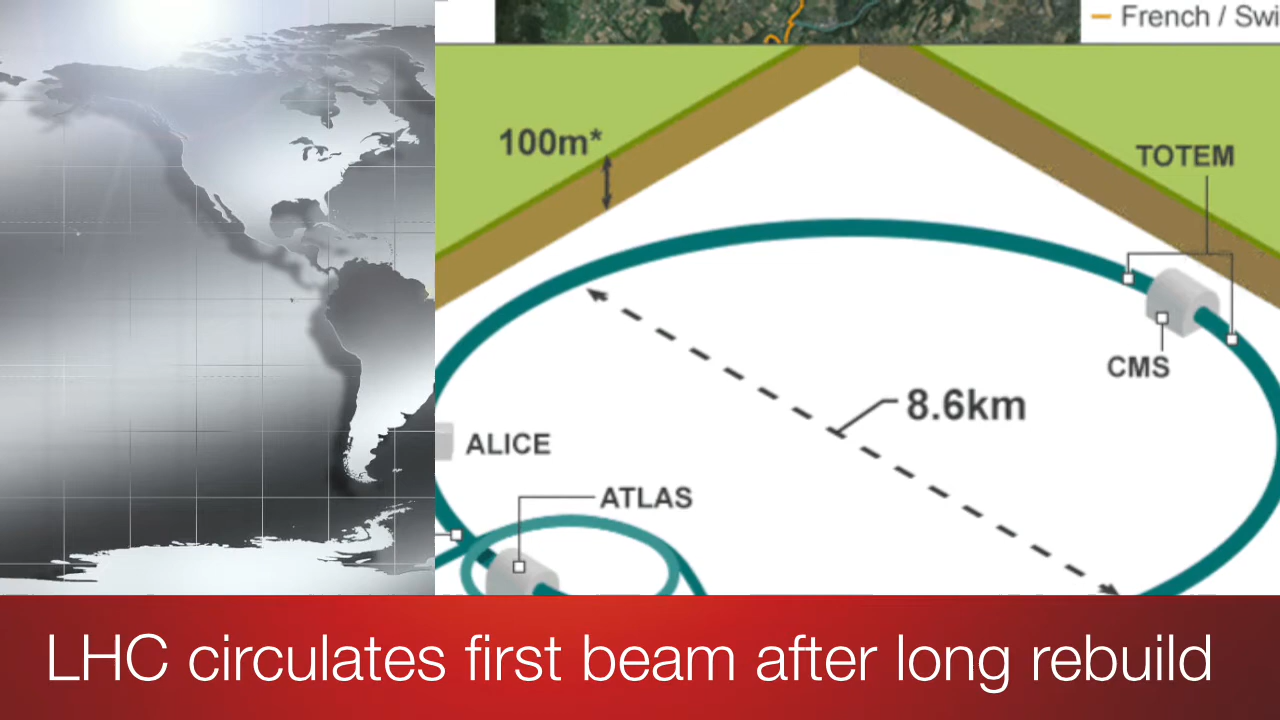 French / Swi
100m*
TOTEM
CMS
8.6km
ALICE
ATLAS
LHC circulates first beam after long rebuild